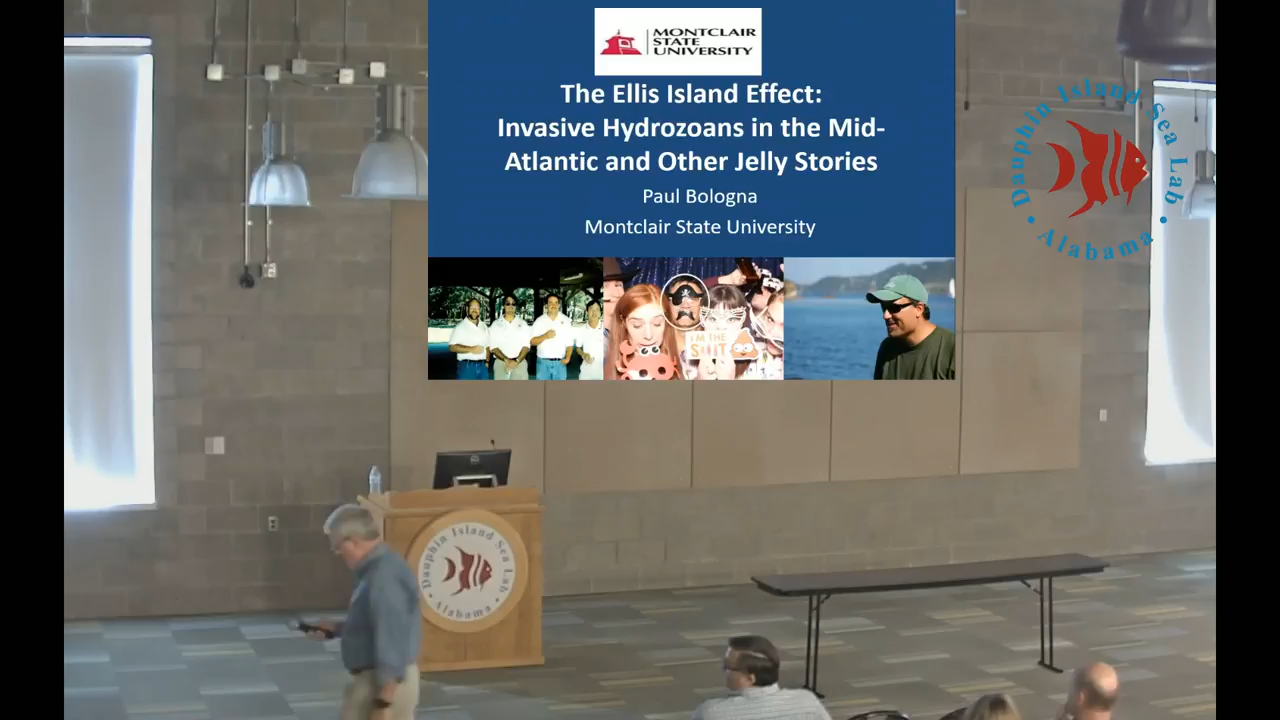 MONTCLAIR
STATE
UNIVERSITY
The Ellis Island Effect:
Invasive Hydrozoans in the Mid-
Atlantic and Other Jelly Stories
Paul Bologna
Montclair State University
I'M THE
Dauphin Island Sea Lab
• Alabama •
Dauphin Island Sea Lab
• Alabama •